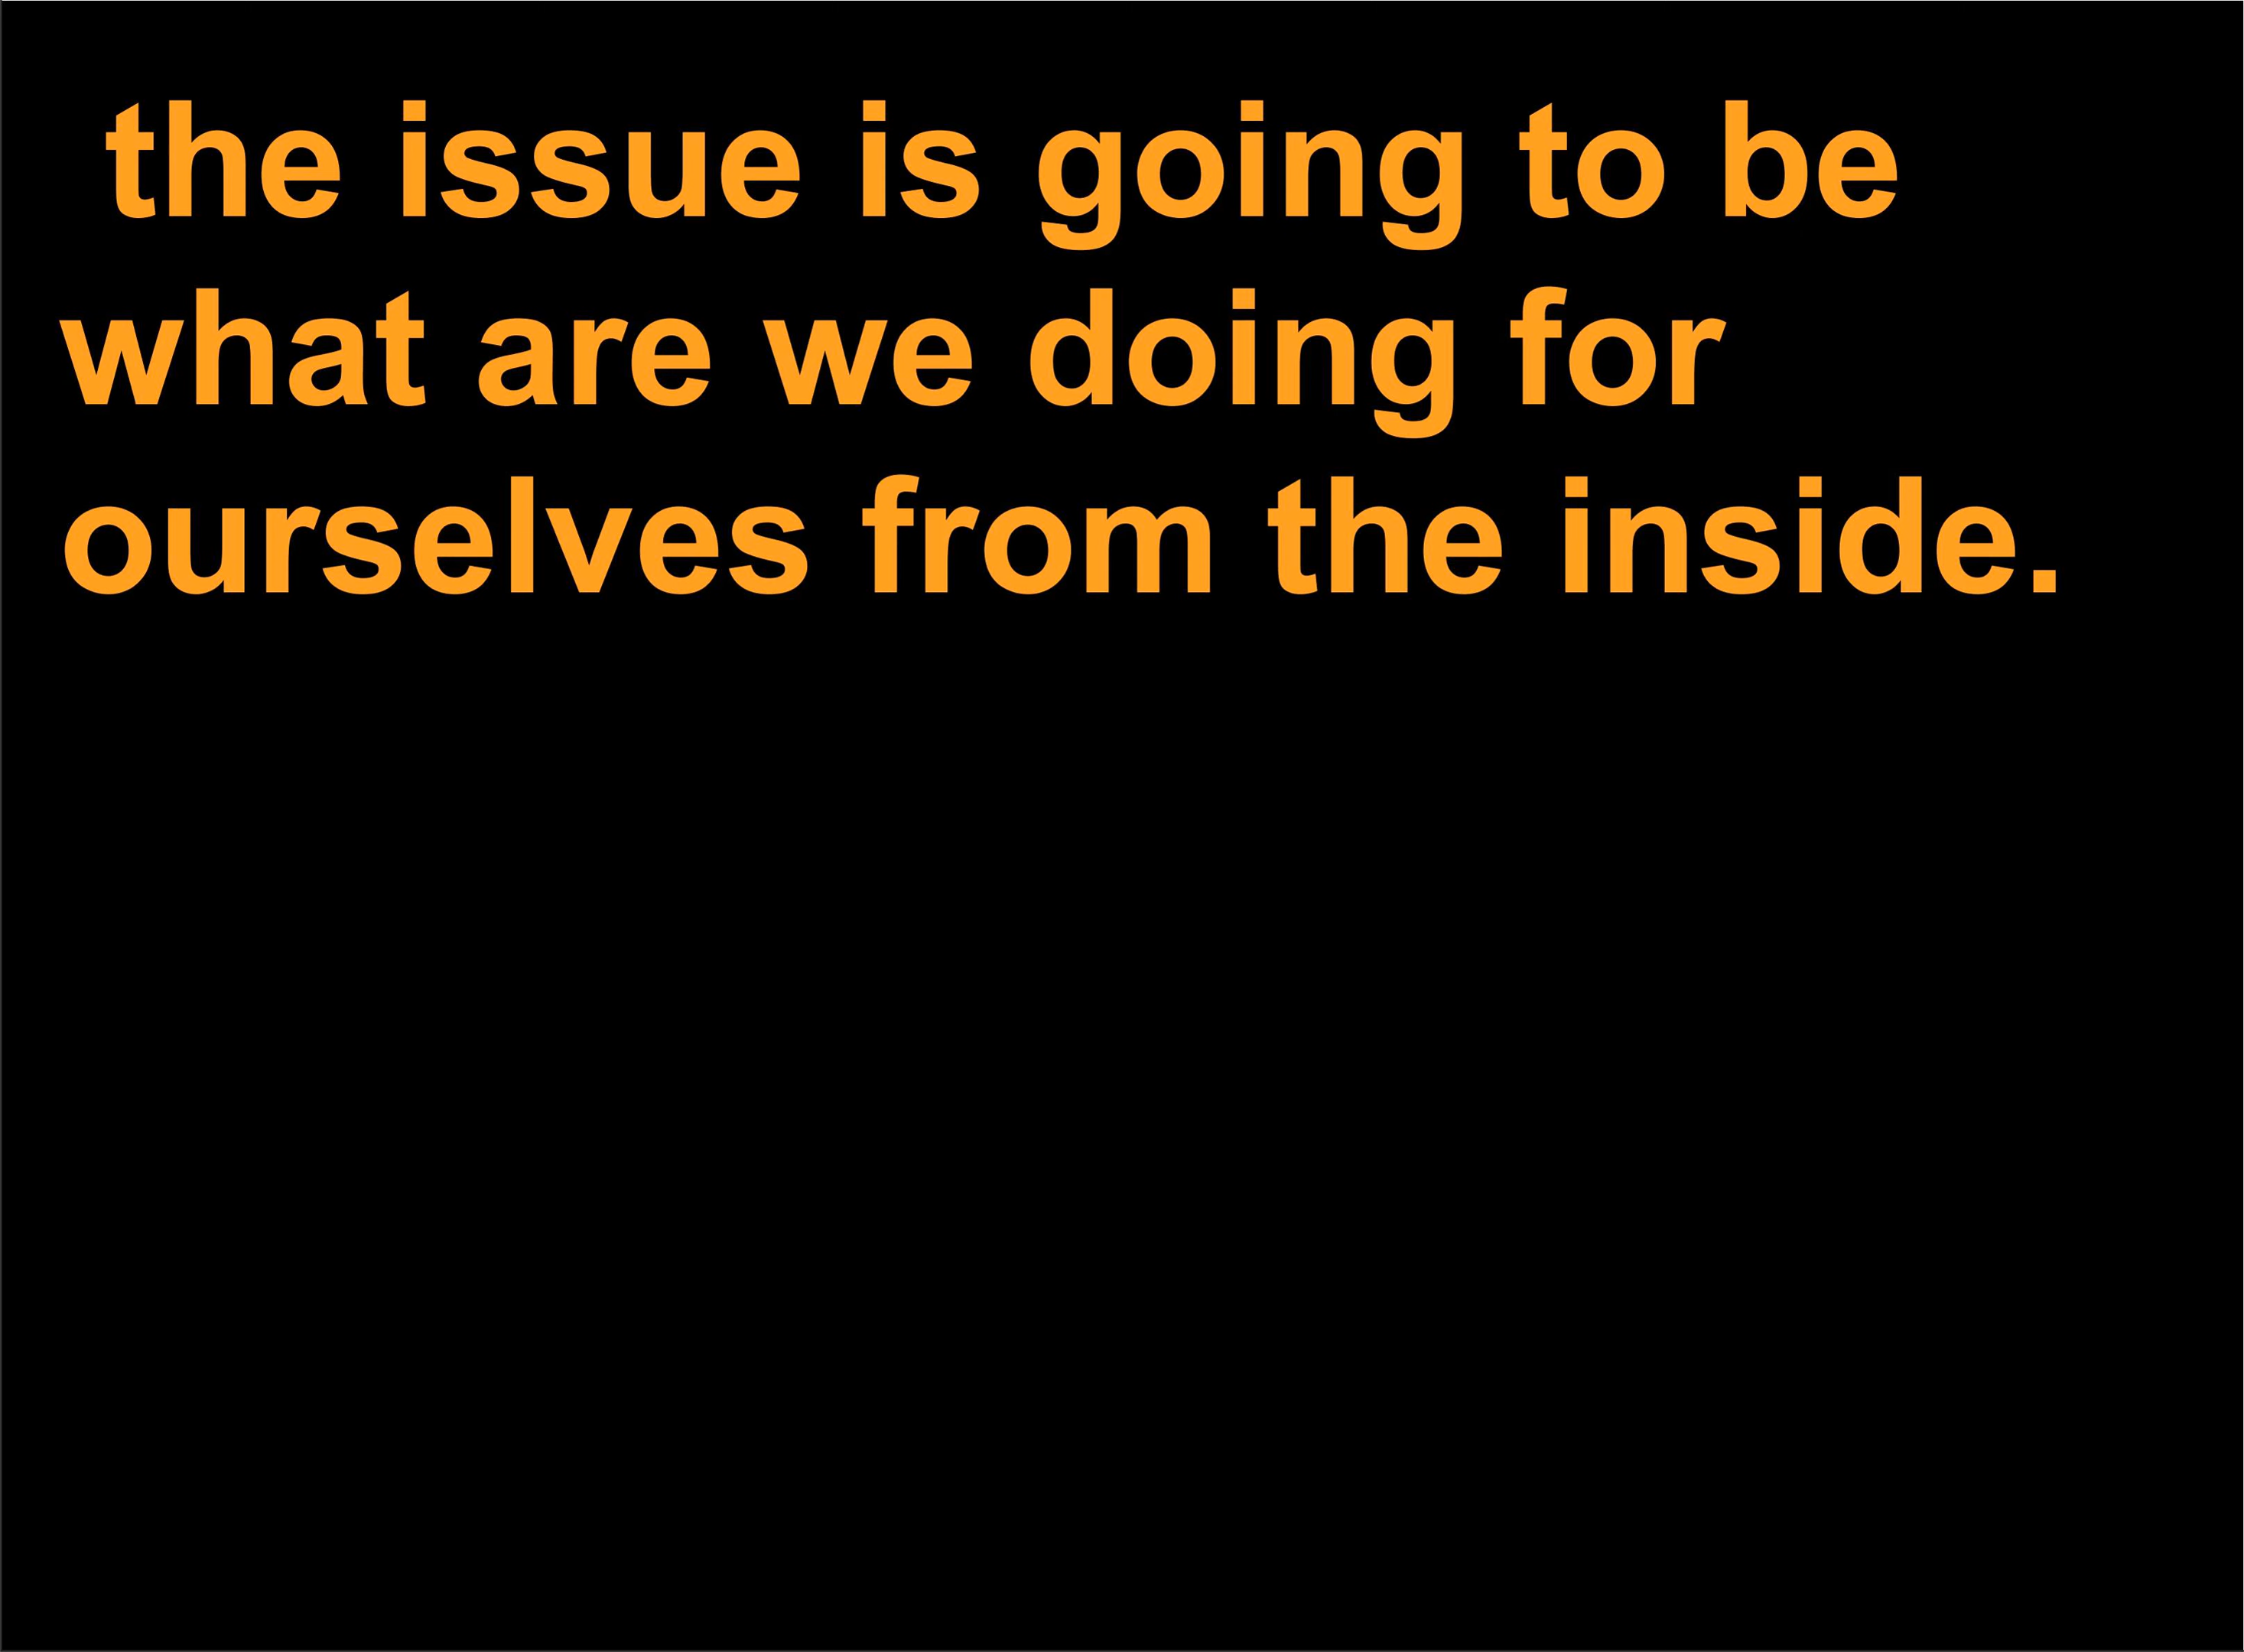 the issue is going to be
what are we doing for
ourselves from the inside.